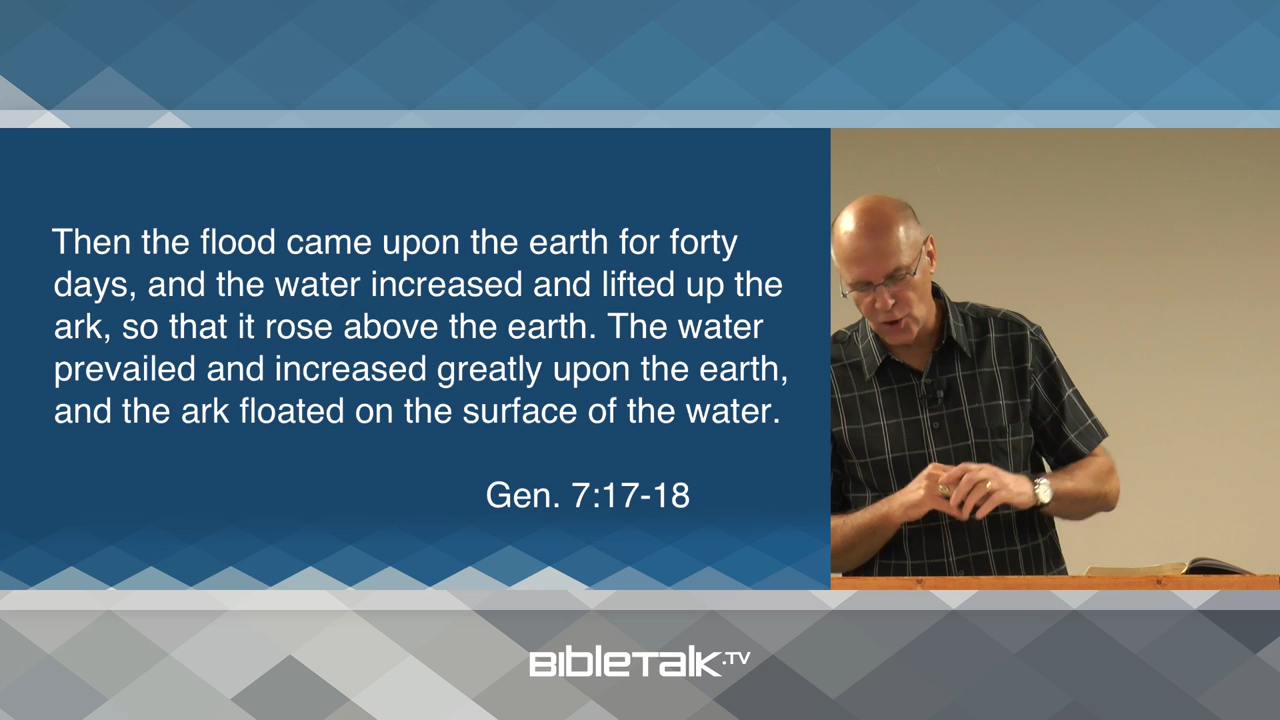 Then the flood came upon the earth for forty
days, and the water increased and lifted up the
ark, so that it rose above the earth. The water
prevailed and increased greatly upon the earth,
and the ark floated on the surface of the water.
Gen. 7:17-18
BIBLETALK.TV